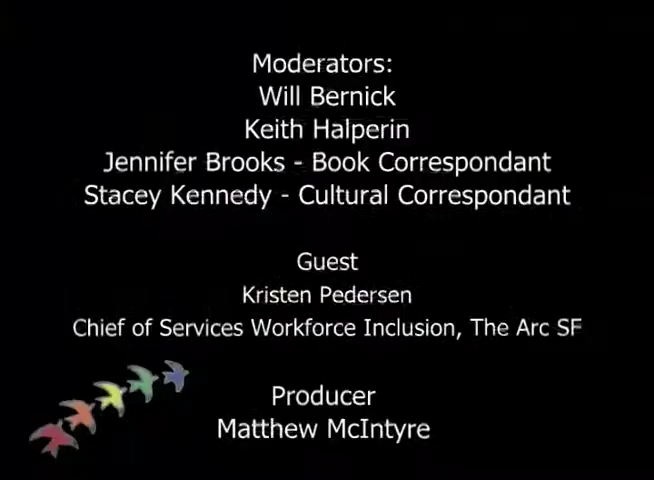 Moderators:
Will Bernick
Keith Halperin
Jennifer Brooks - Book Correspondant
Stacey Kennedy - Cultural Correspondant
Guest
Kristen Pedersen
Chief of Services Workforce Inclusion, The Arc SF
Producer
Matthew McIntyre